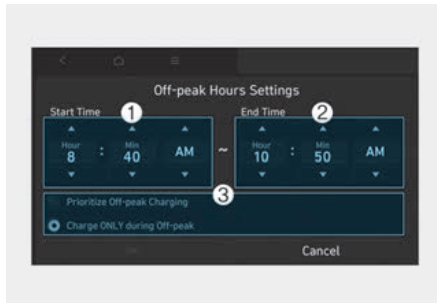 Off-peak Hours Settings
Start Time 1 End Time 2
Hour Min Hour Min
8 : 40 AM ~ 10 : 50 AM
3
Prioritize Off-peak Charging
Charge ONLY during Off-peak
Cancel